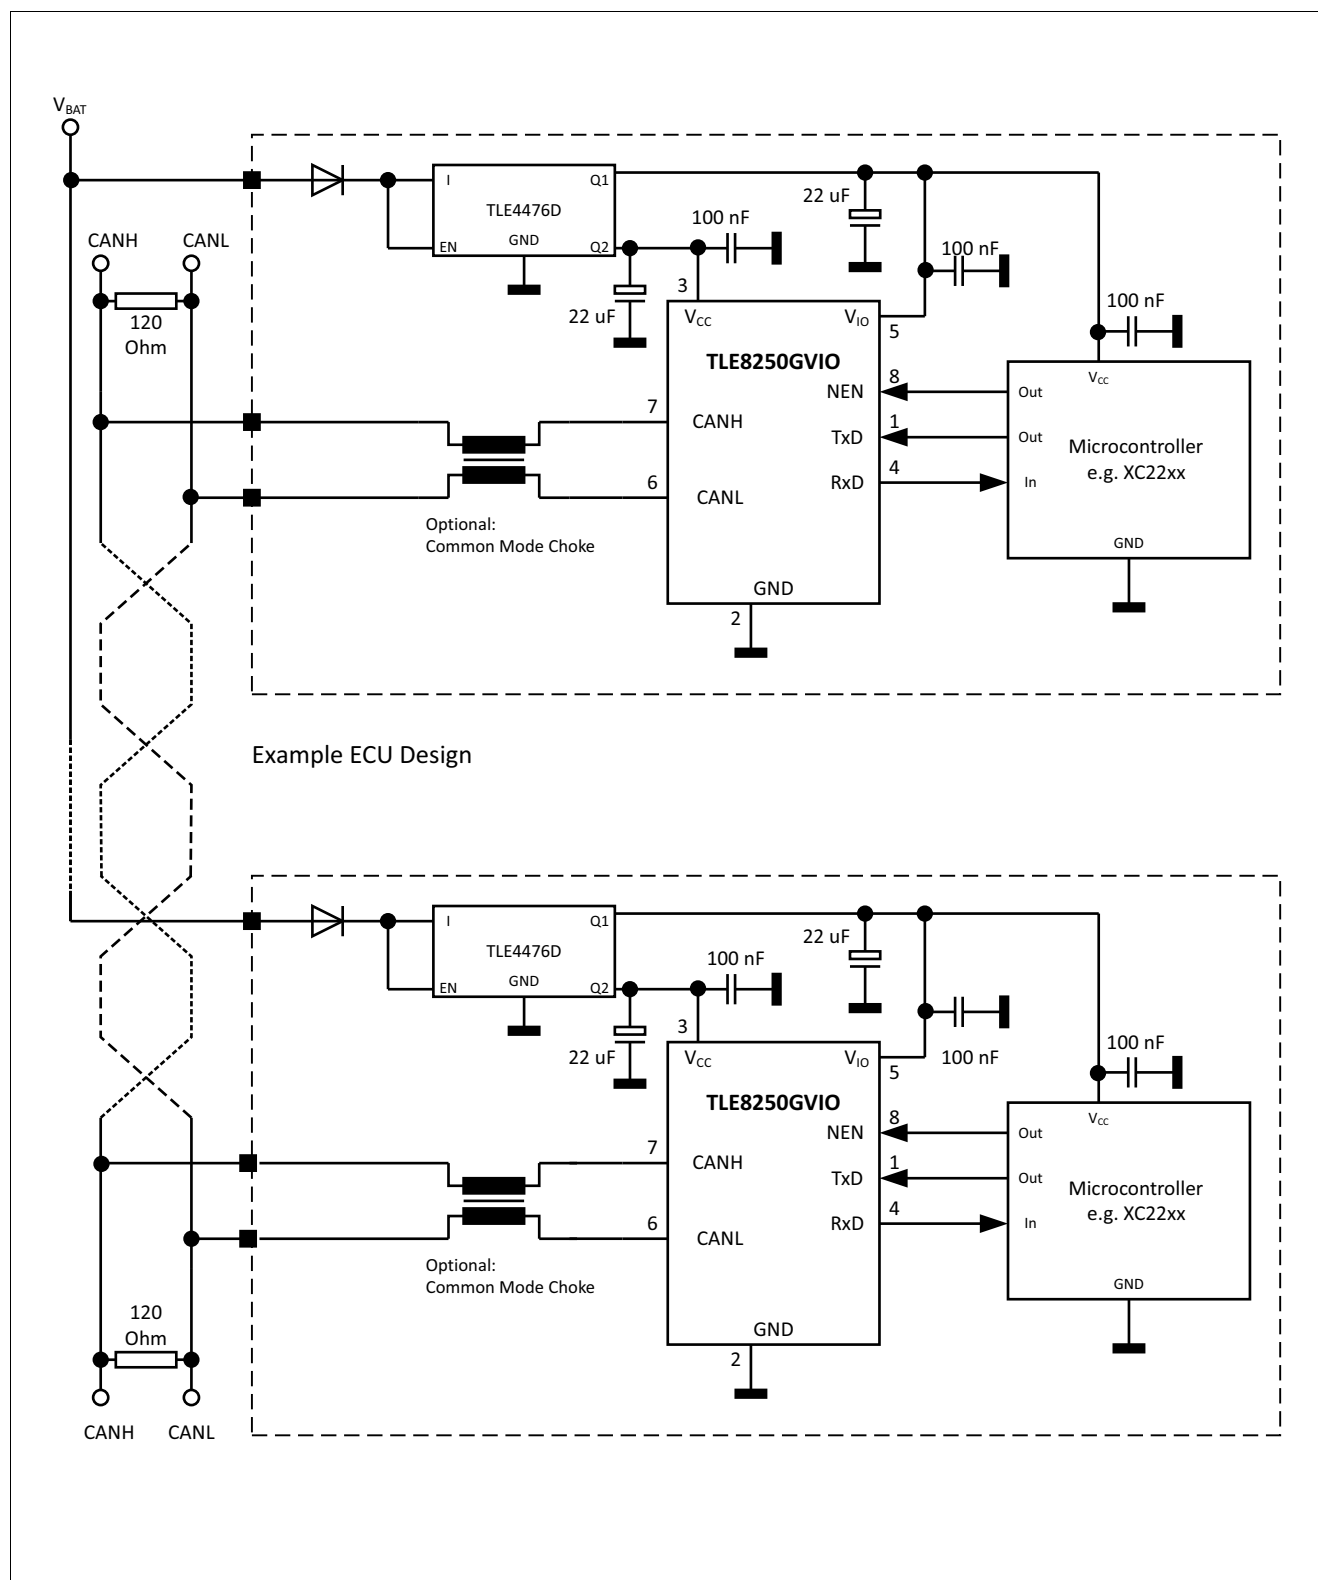 VBAT
CANH
CANL
120
Ohm
I
Q1
TLE4476D
GND
EN
Q2
22 uF
100 nF
22 uF
100 nF
100 nF
3
VCC
VIO
5
TLE8250GVIO
7
CANH
6
CANL
NEN
8
TxD
1
RxD
4
GND
2
Optional:
Common Mode Choke
VCC
Out
Out
In
Microcontroller
e.g. XC22xx
GND
Example ECU Design
I
Q1
TLE4476D
GND
EN
Q2
22 uF
100 nF
22 uF
100 nF
100 nF
3
VCC
VIO
5
TLE8250GVIO
7
CANH
6
CANL
NEN
8
TxD
1
RxD
4
GND
2
Optional:
Common Mode Choke
VCC
Out
Out
In
Microcontroller
e.g. XC22xx
GND
120
Ohm
CANH
CANL